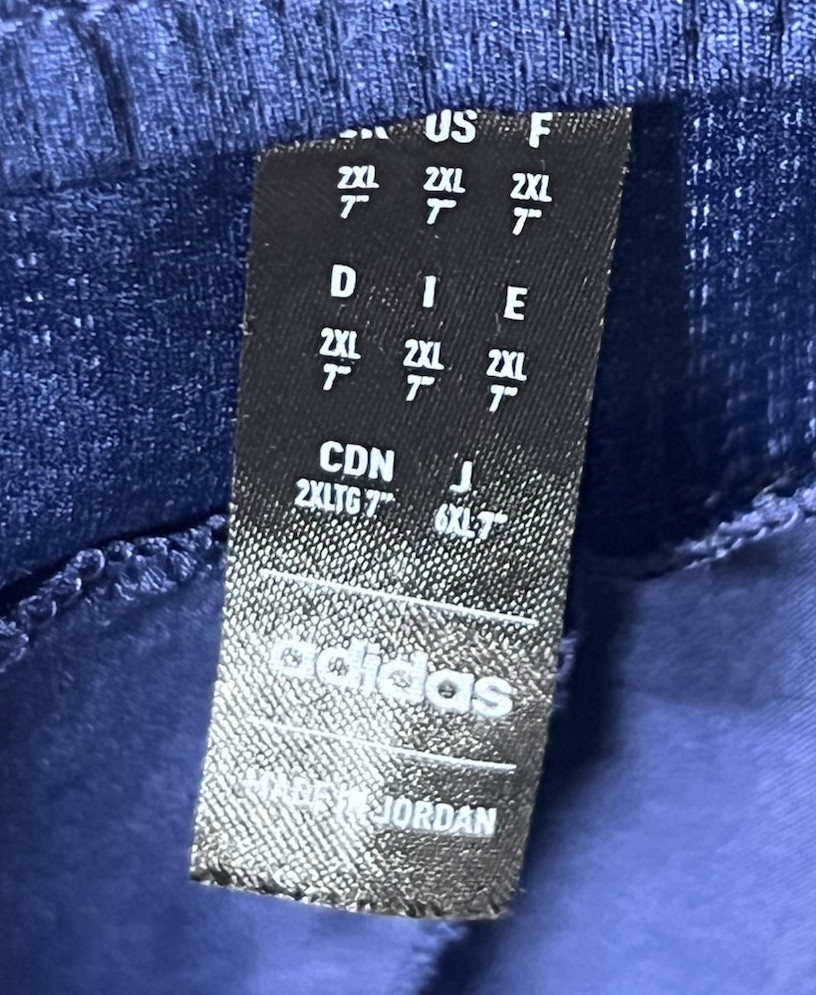 US F
2XL 2XL 2XL
7" 7" 7"
D I E
2XL 2XL 2XL
7" 7" 7"
CDN J
2XLTG 7" 6XL 7"
adidas
MADE IN JORDAN